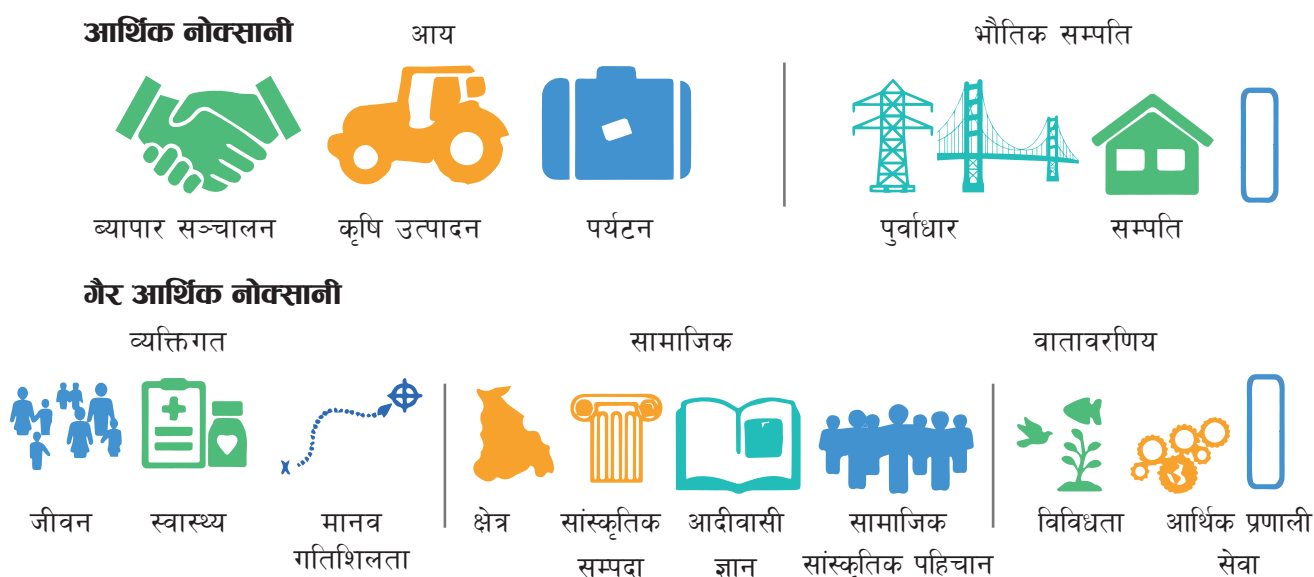 आर्थिक नोक्सानी आय भौतिक सम्पति
व्यापार सञ्चालन कृषि उत्पादन पर्यटन पुर्वाधार सम्पति
गैर आर्थिक नोक्सानी
व्यक्तिगत सामाजिक वातावरणिय
जीवन स्वास्थ्य मानव क्षेत्र सांस्कृतिक आदीवासी सामाजिक विविधता आर्थिक प्रणाली
गतिशिलता सम्पदा ज्ञान सांस्कृतिक पहिचान सेवा